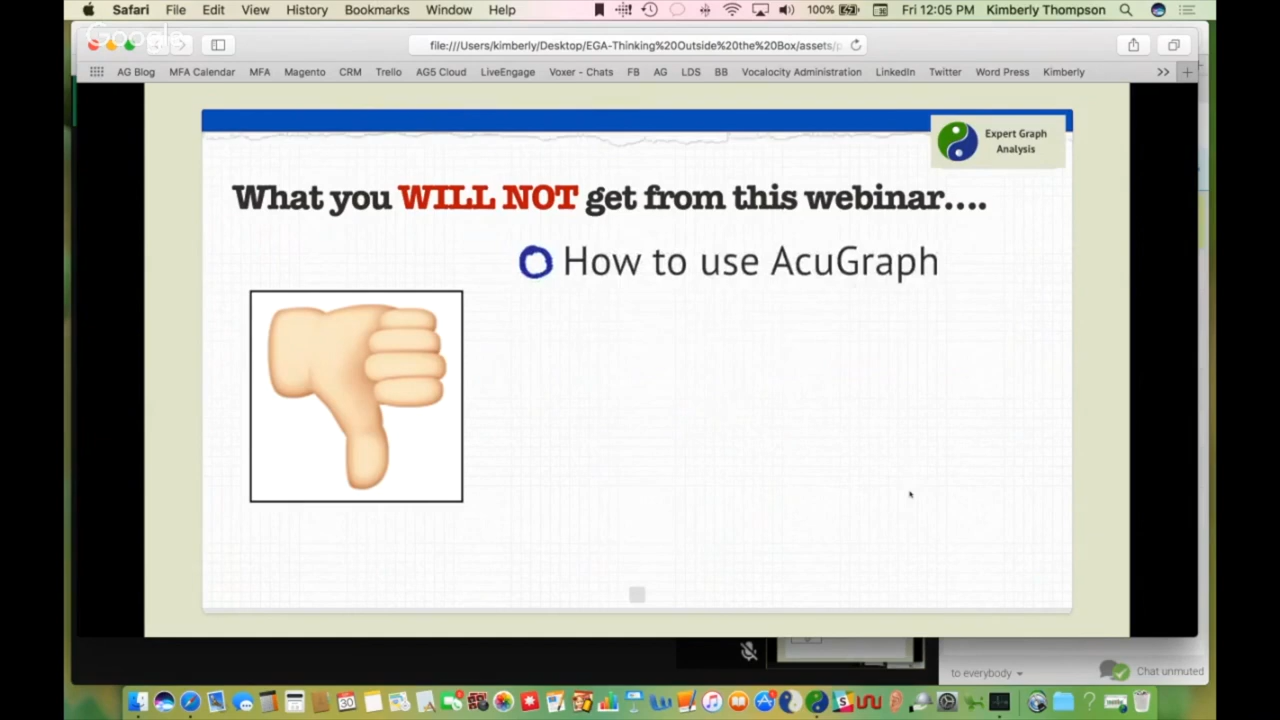 Safari File Edit View History Bookmarks Window Help 100% Fri 12:05 PM Kimberly Thompson
Google
file:///Users/kimberly/Desktop/EGA-Thinking%20Outside%20the%20Box/assets/p
AG Blog MFA Calendar MFA Magento CRM Trello AG5 Cloud LiveEngage Voxer - Chats FB AG LDS BB Vocalocity Administration LinkedIn Twitter Word Press Kimberly
Expert Graph
Analysis
What you WILL NOT get from this webinar....
How to use AcuGraph
to everybody
Chat unmuted
30